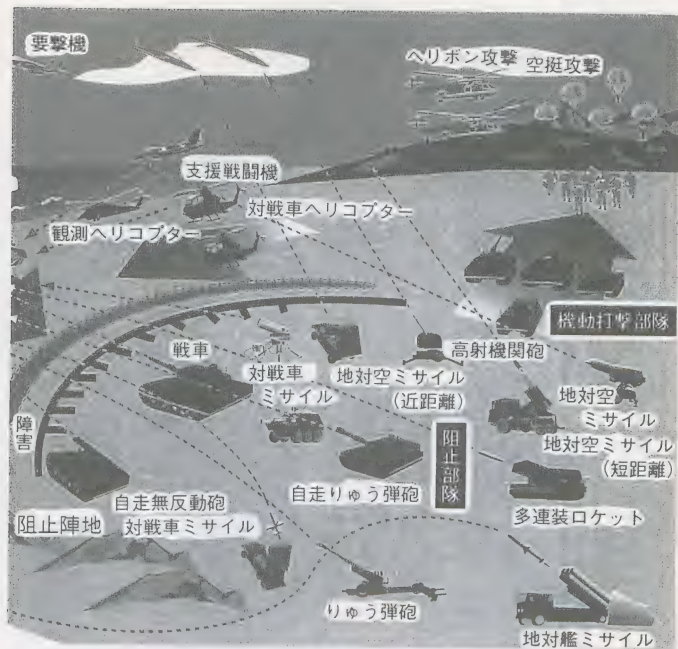 要撃機
ヘリボン攻撃 空挺攻撃
支援戦闘機
対戦車ヘリコプター
観測ヘリコプター
機動打撃部隊
戦車
対戦車
ミサイル
地対空ミサイル
(近距離)
高射機関砲
地対空
ミサイル
地対空ミサイル
(短距離)
障害
阻止部隊
自走無反動砲
自走りゅう弾砲
多連装ロケット
阻止陣地
対戦車ミサイル
りゅう弾砲
地対艦ミサイル